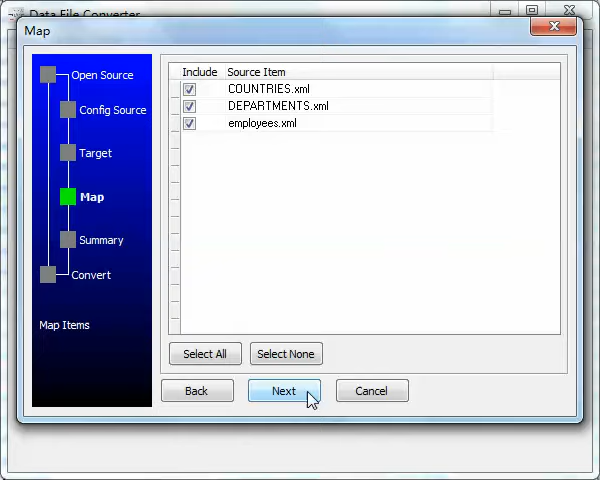 Data File Converter
Map
Open Source
Config Source
Target
Map
Summary
Convert
Map Items
Include Source Item
COUNTRIES.xml
DEPARTMENTS.xml
employees.xml
Select All Select None
Back Next Cancel